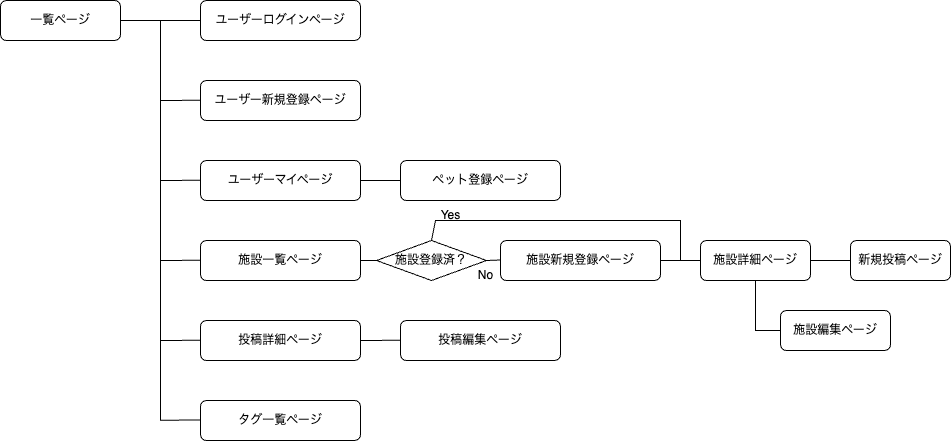 一覧ページ
ユーザーログインページ
ユーザー新規登録ページ
ユーザーマイページ
ペット登録ページ
Yes
施設一覧ページ
施設登録済？
No
施設新規登録ページ
施設詳細ページ
新規投稿ページ
施設編集ページ
投稿詳細ページ
投稿編集ページ
タグ一覧ページ